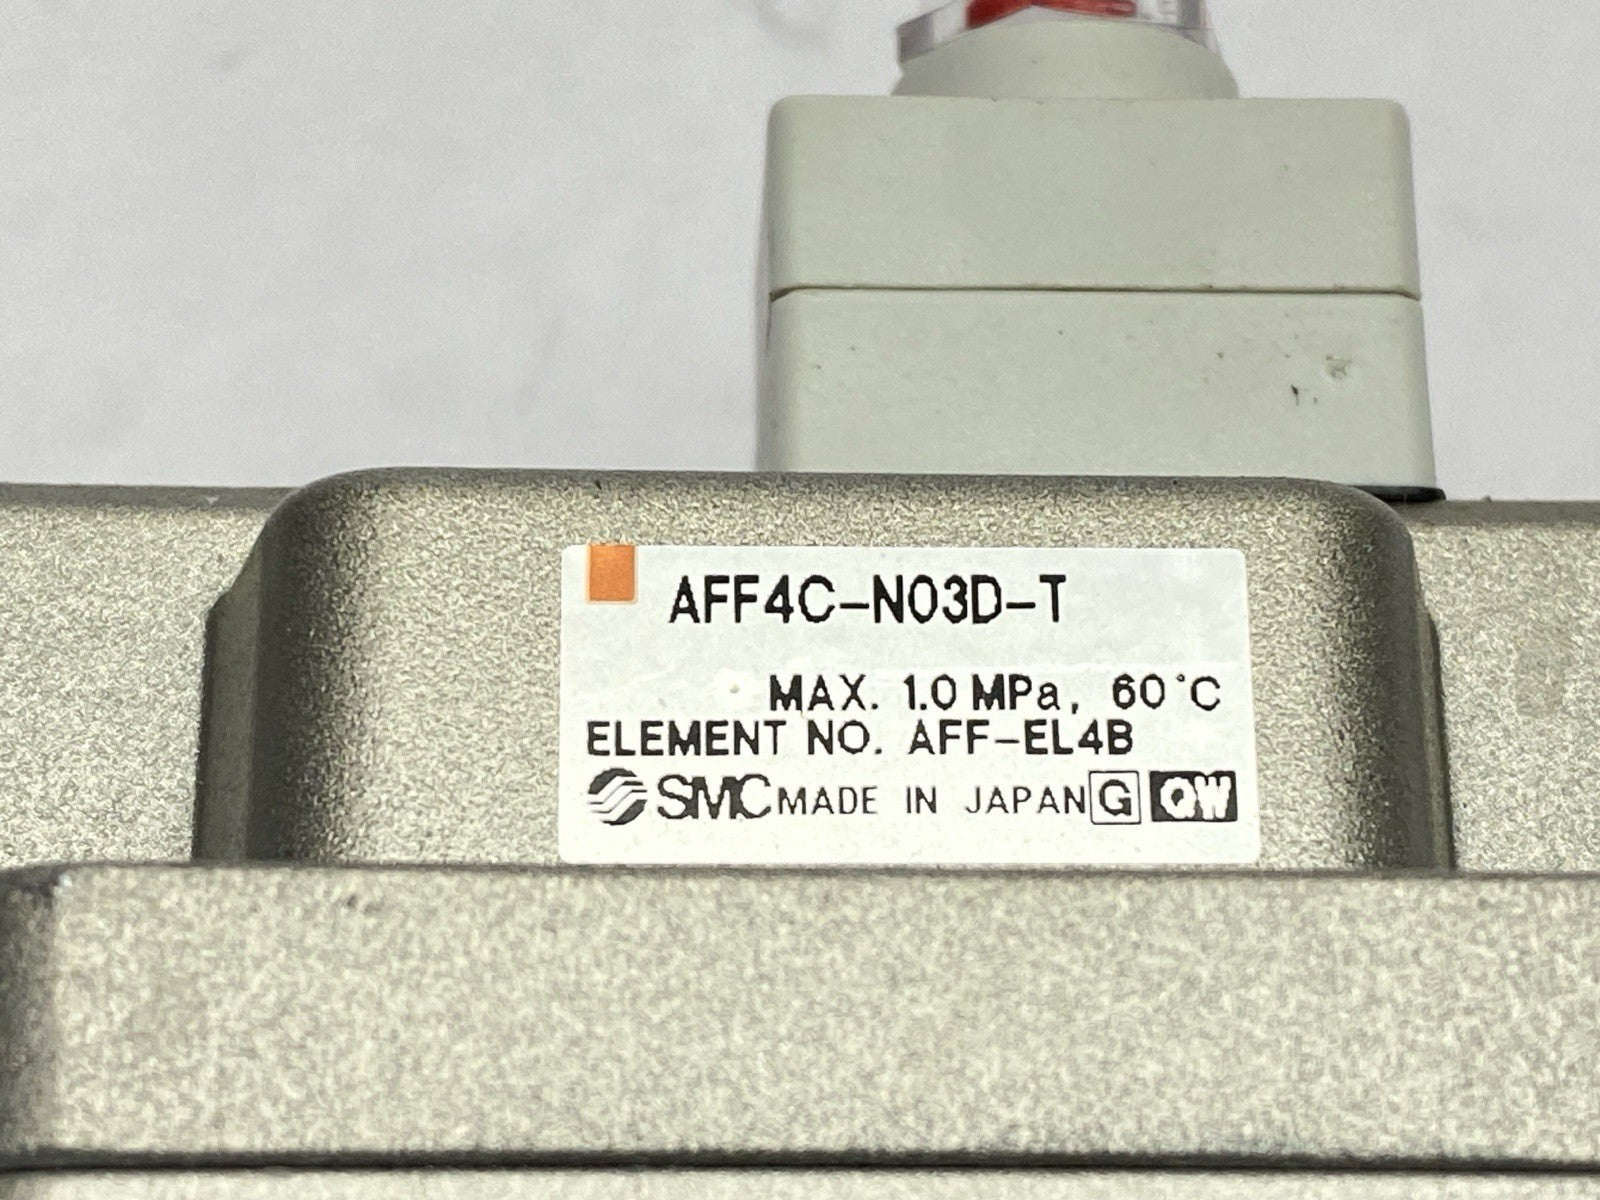 AFF4C-N03D-T
MAX. 1.0 MPa, 60°C
ELEMENT NO. AFF-EL4B
SMC MADE IN JAPAN G QW